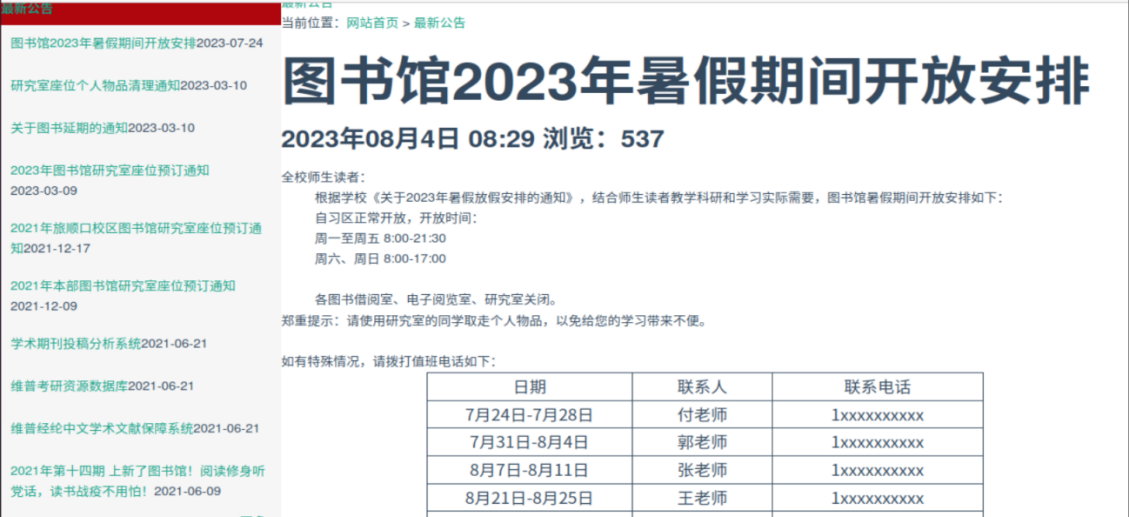 最新公告
图书馆2023年暑假期间开放安排2023-07-24
研究室座位个人物品清理通知2023-03-10
关于图书延期的通知2023-03-10
2023年图书馆研究室座位预订通知
2023-03-09
2021年旅顺口校区图书馆研究室座位预订通
知2021-12-17
2021年本部图书馆研究室座位预订通知
2021-12-09
学术期刊投稿分析系统2021-06-21
维普考研资源数据库2021-06-21
维普经纶中文学术文献保障系统2021-06-21
2021年第十四期 上新了图书馆！阅读修身听
党话，读书战疫不用怕！2021-06-09
最新公告
当前位置：网站首页 > 最新公告
图书馆2023年暑假期间开放安排
2023年08月4日 08:29 浏览：537
全校师生读者：
根据学校《关于2023年暑假放假安排的通知》，结合师生读者教学科研和学习实际需要，图书馆暑假期间开放安排如下：
自习区正常开放，开放时间：
周一至周五 8:00-21:30
周六、周日 8:00-17:00
各图书借阅室、电子阅览室、研究室关闭。
郑重提示：请使用研究室的同学取走个人物品，以免给您的学习带来不便。
如有特殊情况，请拨打值班电话如下：
日期 联系人 联系电话
7月24日-7月28日 付老师 1xxxxxxxxxx
7月31日-8月4日 郭老师 1xxxxxxxxxx
8月7日-8月11日 张老师 1xxxxxxxxxx
8月21日-8月25日 王老师 1xxxxxxxxxx